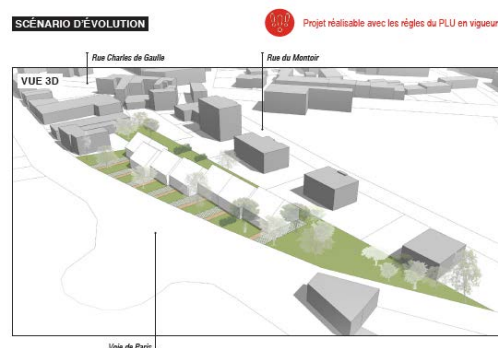 SCÉNARIO D'ÉVOLUTION
Projet réalisable avec les règles du PLU en vigueur
Rue Charles de Gaulle
Rue du Montoir
VUE 3D
Voie de Paris